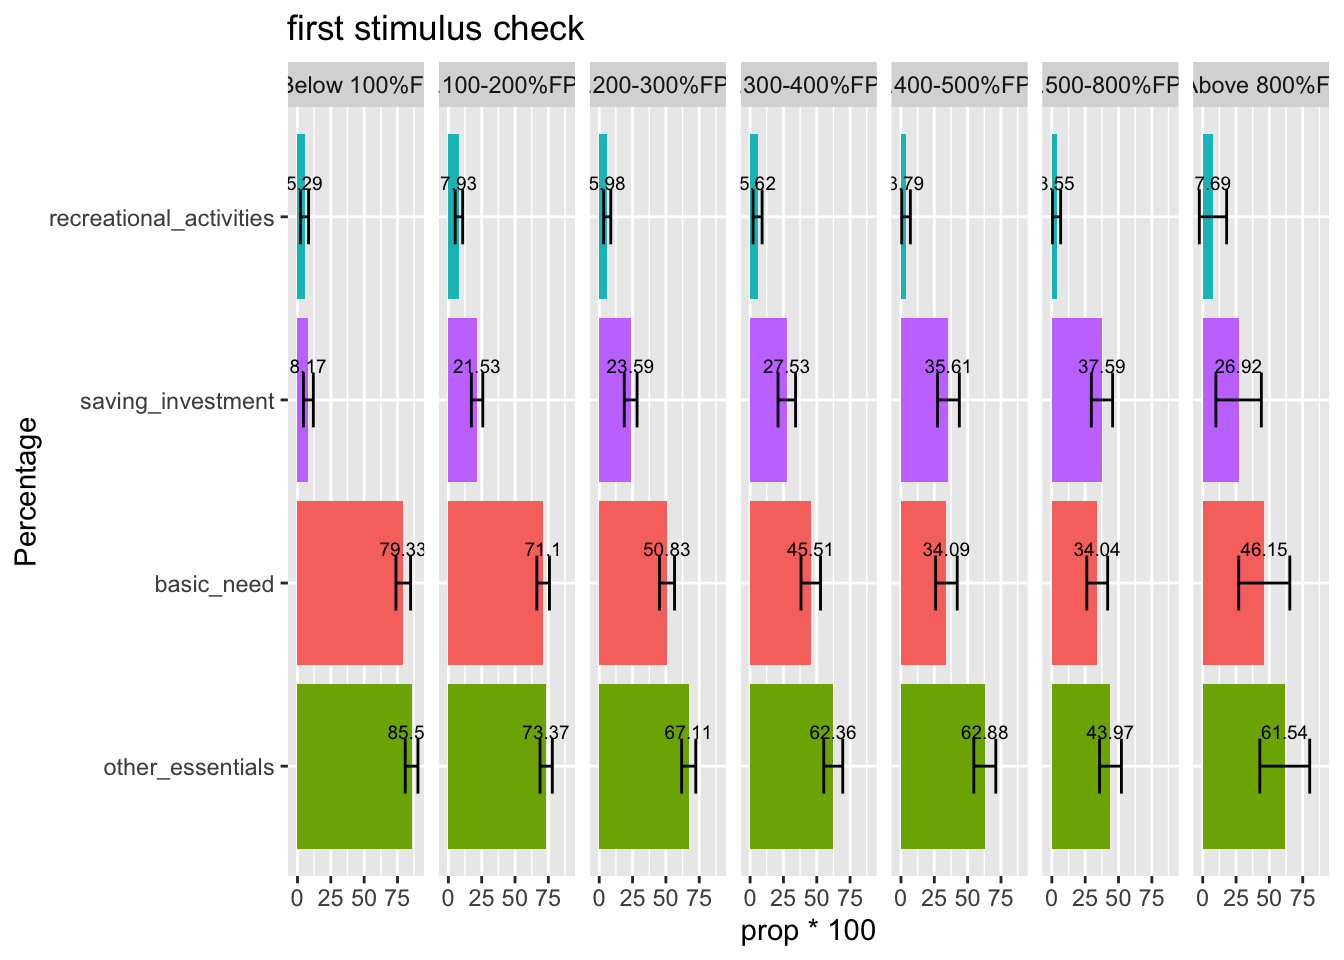 first stimulus check
Below 100%F .100-200%FP .200-300%FP .300-400%FP .400-500%FP .500-800%FP Above 800%F
5.29 7.93 5.98 5.62 3.79 3.55 7.69
recreational_activities
8.17 21.53 23.59 27.53 35.61 37.59 26.92
saving_investment
Percentage
79.33 71.1 50.83 45.51 34.09 34.04 46.15
basic_need
85.5 73.37 67.11 62.36 62.88 43.97 61.54
other_essentials
0 25 50 75 0 25 50 75 0 25 50 75 0 25 50 75 0 25 50 75 0 25 50 75 0 25 50 75
prop * 100